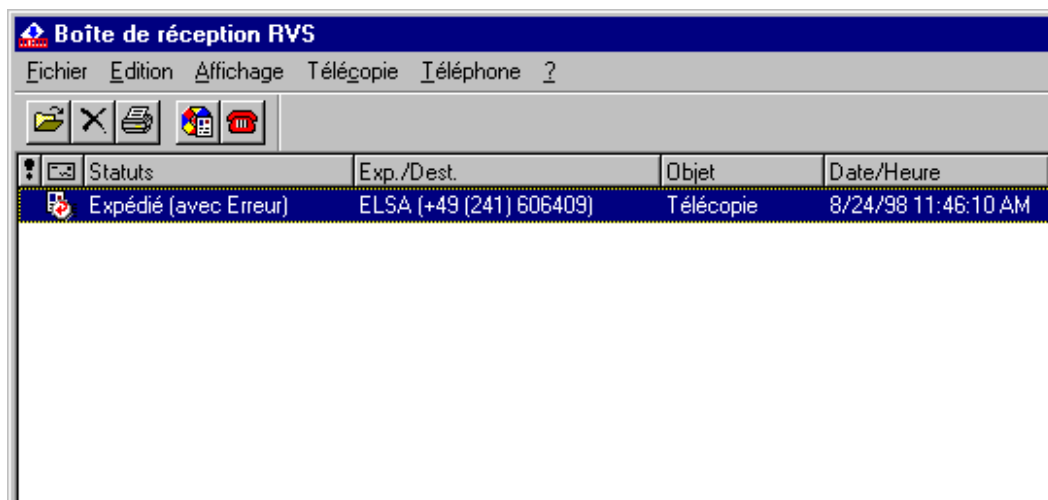 Boîte de réception RVS
Fichier Edition Affichage Télécopie Téléphone ?
Statuts Exp./Dest. Objet Date/Heure
Expédié (avec Erreur) ELSA (+49 (241) 606409) Télécopie 8/24/98 11:46:10 AM